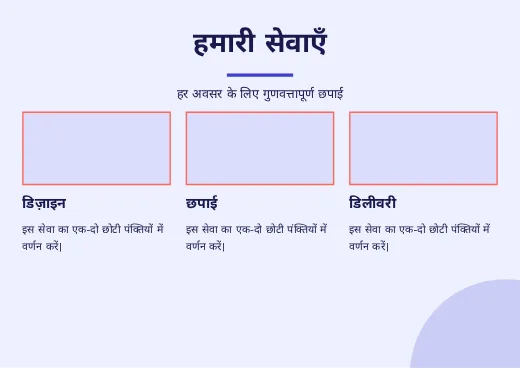 हमारी सेवाएँ
हर अवसर के लिए गुणवत्तापूर्ण छपाई
डिज़ाइन
इस सेवा का एक-दो छोटी पंक्तियों में
वर्णन करें|
छपाई
इस सेवा का एक-दो छोटी पंक्तियों में
वर्णन करें|
डिलीवरी
इस सेवा का एक-दो छोटी पंक्तियों में
वर्णन करें|